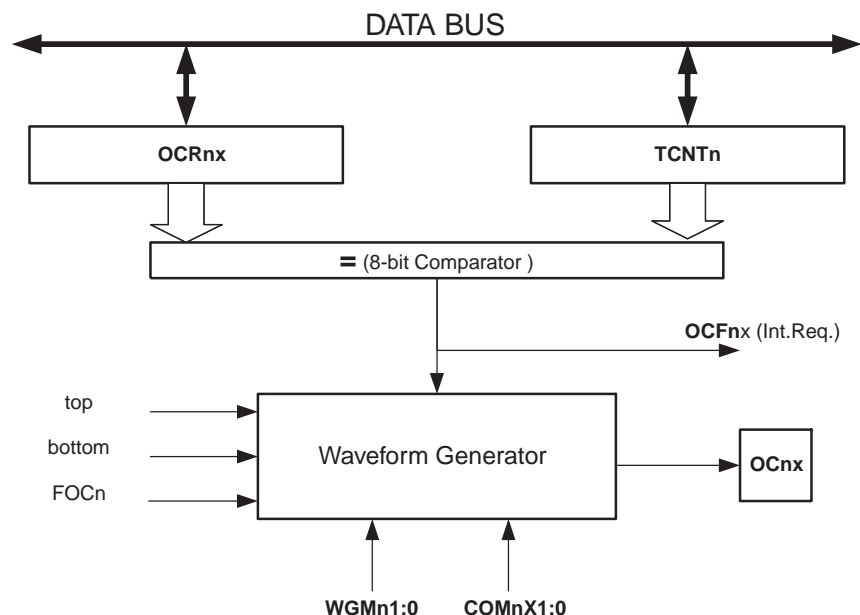 DATA BUS
OCRnx
TCNTn
= (8-bit Comparator )
OCFnx (Int.Req.)
top
bottom
FOCn
Waveform Generator
OCnx
WGMn1:0
COMnX1:0